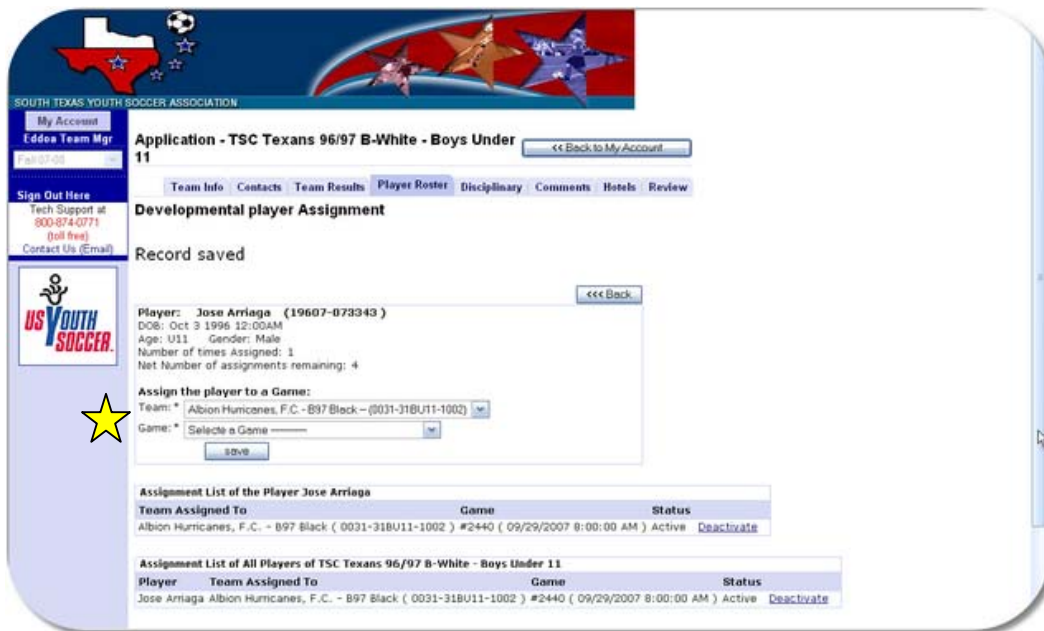 SOUTH TEXAS YOUTH SOCCER ASSOCIATION
My Account
Eddoa Team Mgr
Fall 07-08
Sign Out Here
Tech Support at
800-874-0771
(toll free)
Contact Us (Email)
US YOUTH
SOCCER.
Application - TSC Texans 96/97 B-White - Boys Under
11
<< Back to My Account
Team Info Contacts Team Results Player Roster Disciplinary Comments Hotels Review
Developmental player Assignment
Record saved
<<< Back
Player: Jose Arriaga (19607-073343 )
DOB: Oct 3 1996 12:00AM
Age: U11 Gender: Male
Number of times Assigned: 1
Net Number of assignments remaining: 4
Assign the player to a Game:
Team: * Albion Hurricanes, F.C. - B97 Black -- (0031-31BU11-1002)
Game: * Selecte a Game ----------
save
Assignment List of the Player Jose Arriaga
Team Assigned To Game Status
Albion Hurricanes, F.C. - B97 Black ( 0031-31BU11-1002 ) #2440 ( 09/29/2007 8:00:00 AM ) Active Deactivate
Assignment List of All Players of TSC Texans 96/97 B-White - Boys Under 11
Player Team Assigned To Game Status
Jose Arriaga Albion Hurricanes, F.C. - B97 Black ( 0031-31BU11-1002 ) #2440 ( 09/29/2007 8:00:00 AM ) Active Deactivate